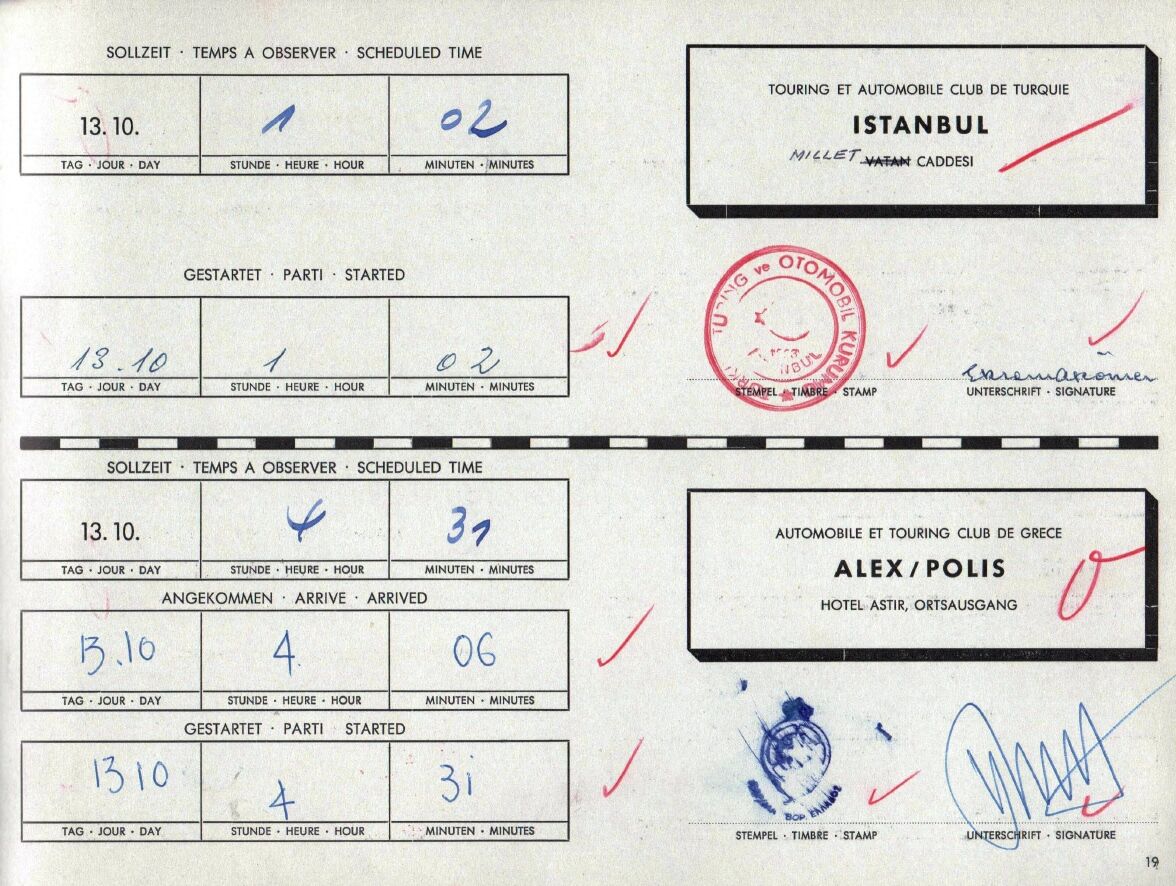 SOLLZEIT · TEMPS A OBSERVER · SCHEDULED TIME
13.10. 1 02
TAG · JOUR · DAY STUNDE · HEURE · HOUR MINUTEN · MINUTES
TOURING ET AUTOMOBILE CLUB DE TURQUIE
ISTANBUL
MILLET VATAN CADDESI
GESTARTET · PARTI · STARTED
13.10 1 02
TAG · JOUR · DAY STUNDE · HEURE · HOUR MINUTEN · MINUTES
TURING ve OTOMOBIL KURUMU
STEMPEL · TIMBRE · STAMP UNTERSCHRIFT · SIGNATURE
SOLLZEIT · TEMPS A OBSERVER · SCHEDULED TIME
13.10. 4 31
TAG · JOUR · DAY STUNDE · HEURE · HOUR MINUTEN · MINUTES
ANGEKOMMEN · ARRIVE · ARRIVED
13.10 4. 06
TAG · JOUR · DAY STUNDE · HEURE · HOUR MINUTEN · MINUTES
GESTARTET · PARTI STARTED
13 10 4 31
TAG · JOUR · DAY STUNDE · HEURE · HOUR MINUTEN · MINUTES
AUTOMOBILE ET TOURING CLUB DE GRECE
ALEX/POLIS
HOTEL ASTIR, ORTSAUSGANG
ΒΟΡ. ΕΛΛΑΔΟΣ
STEMPEL · TIMBRE · STAMP UNTERSCHRIFT · SIGNATURE
19